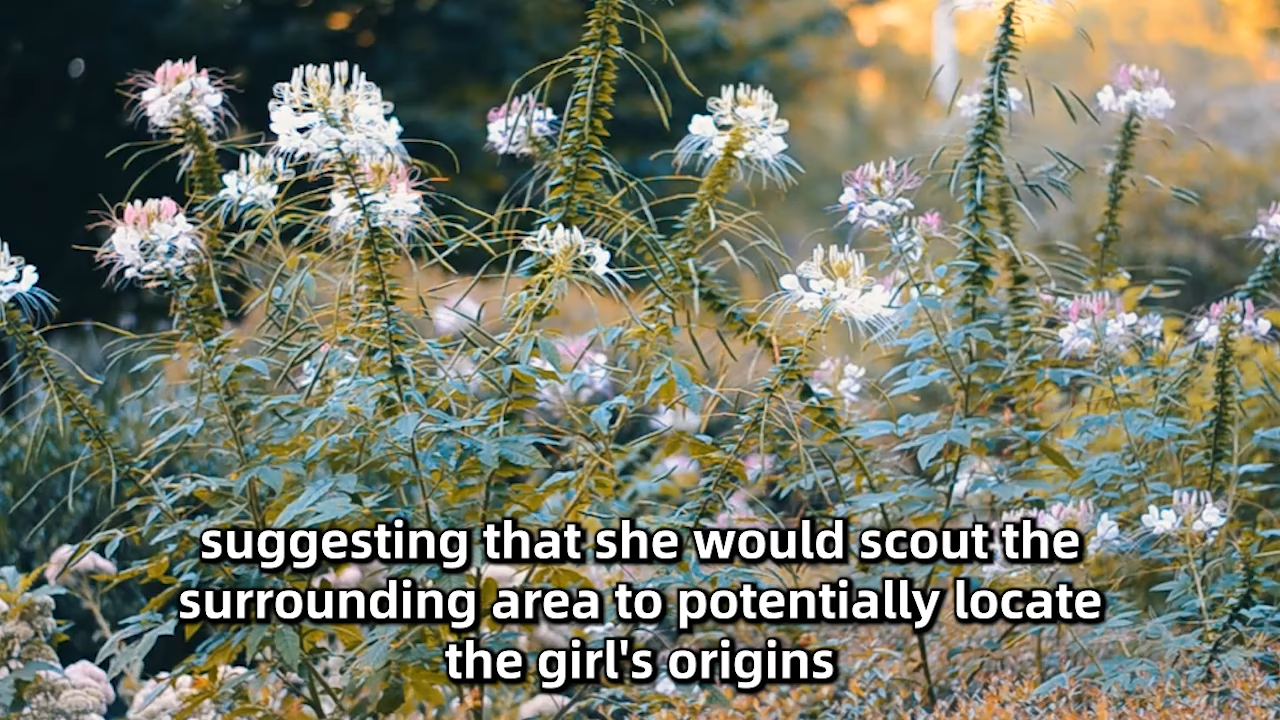 suggesting that she would scout the
surrounding area to potentially locate
the girl's origins